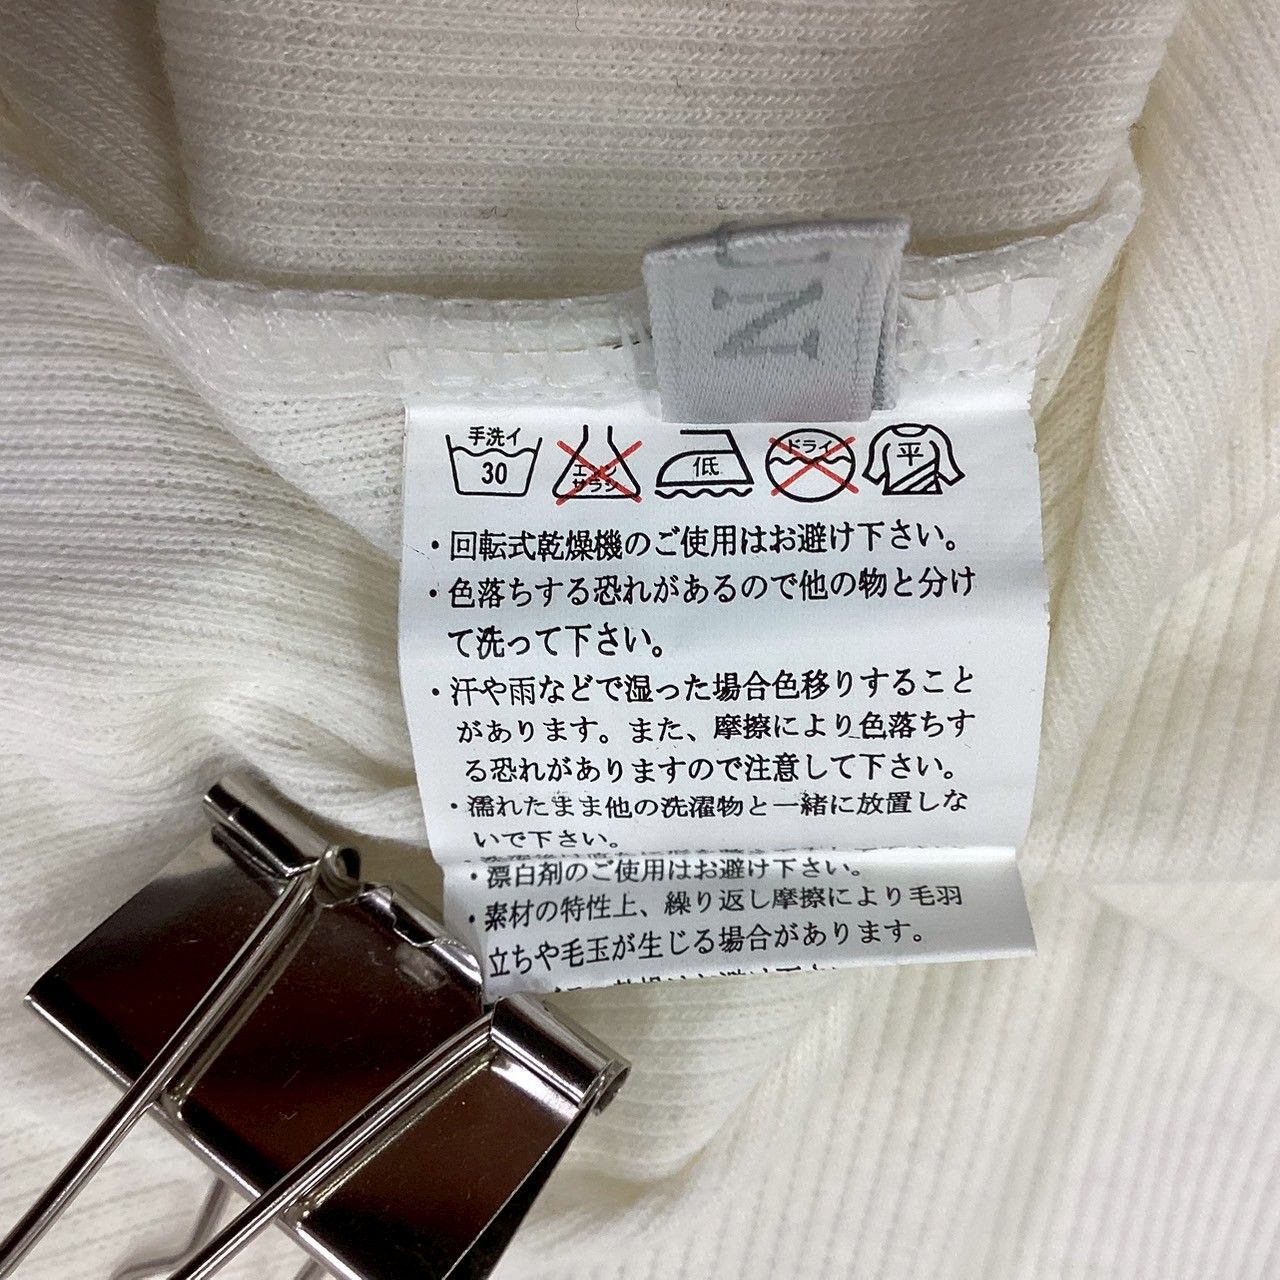 N
手洗イ
30
エンソ
サラシ
低
ドライ
平
・回転式乾燥機のご使用はお避け下さい。
・色落ちする恐れがあるので他の物と分け
て洗って下さい。
・汗や雨などで湿った場合色移りすること
があります。また、摩擦により色落ちす
る恐れがありますので注意して下さい。
・濡れたまま他の洗濯物と一緒に放置しな
いで下さい。
・漂白剤のご使用はお避け下さい。
・素材の特性上、繰り返し摩擦により毛羽
立ちや毛玉が生じる場合があります。